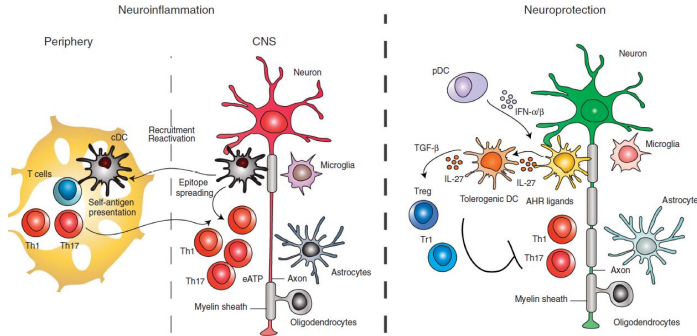 Neuroinflammation
Periphery
CNS
Neuron
cDC
Recruitment
Reactivation
T cells
Self-antigen
presentation
Epitope
spreading
Microglia
Th1
Th17
Th1
Th17
eATP
Axon
Astrocytes
Myelin sheath
Oligodendrocytes
Neuroprotection
Neuron
pDC
IFN-α/β
TGF-β
IL-27
IL-27
Microglia
Treg
Tolerogenic DC
AHR ligands
Astrocyte
Tr1
Th1
Th17
Axon
Myelin sheath
Oligodendrocytes